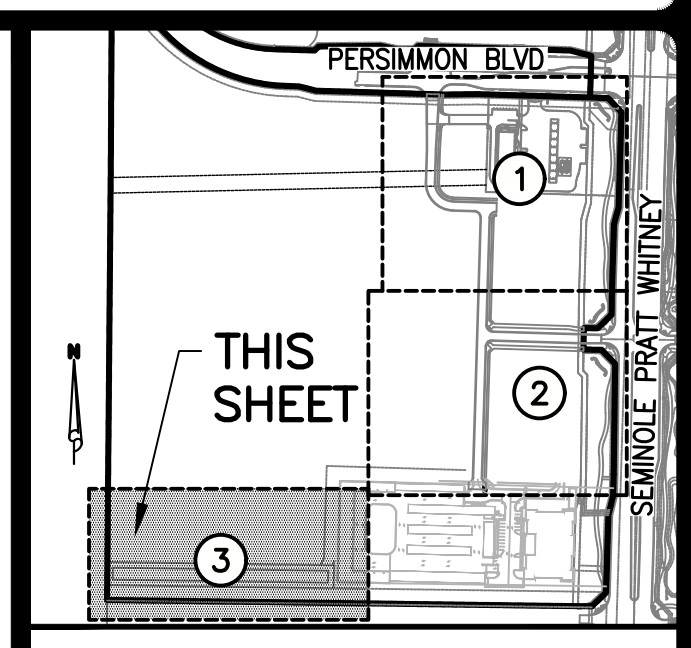 PERSIMMON BLVD
1
SEMINOLE PRATT WHITNEY
N
THIS
SHEET
2
3